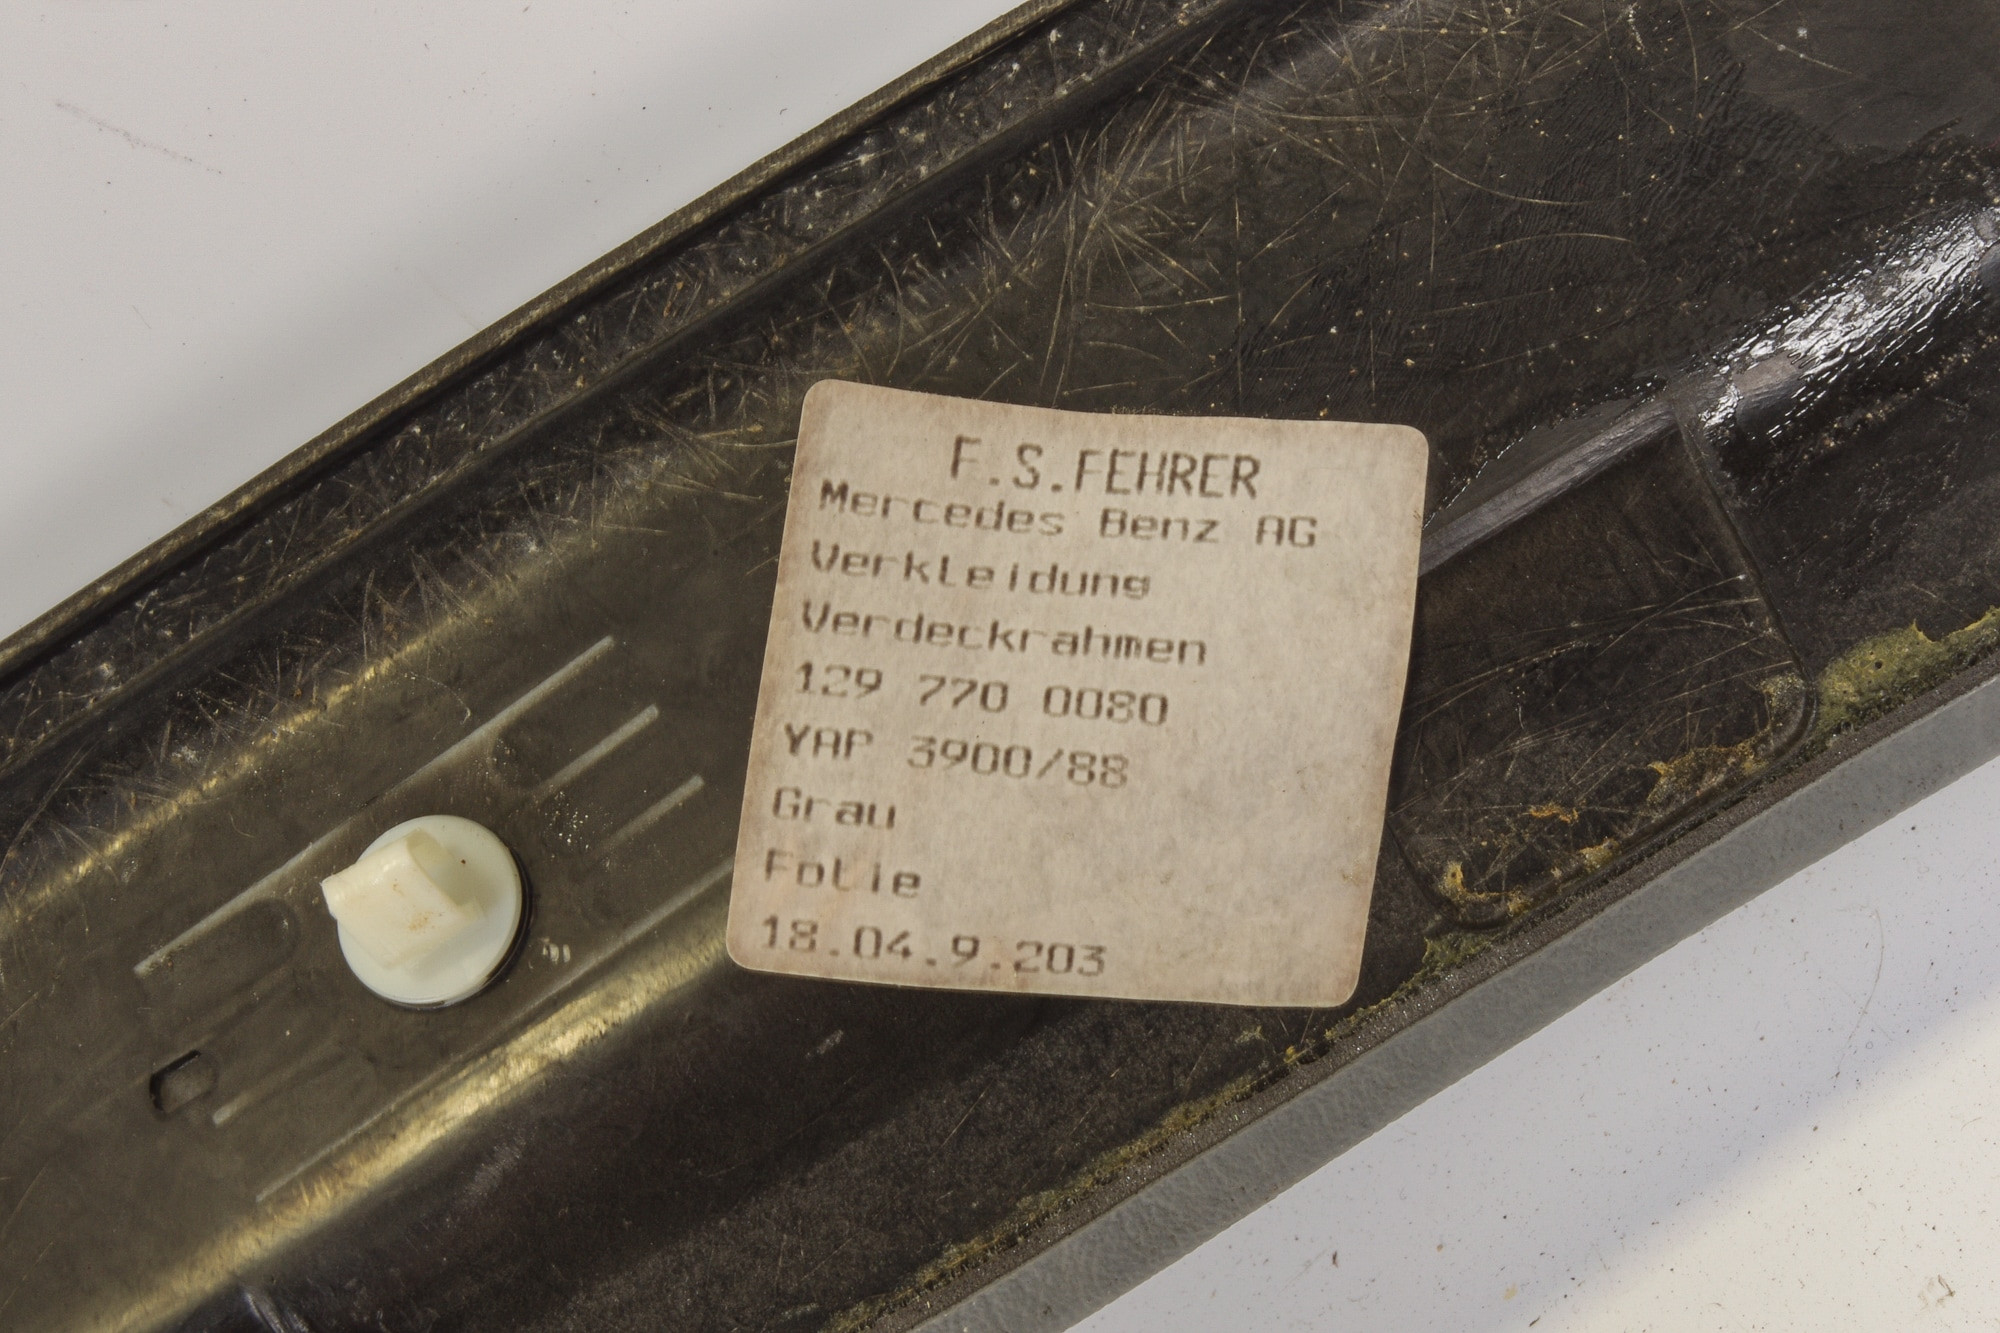 F.S.FEHRER
Mercedes Benz AG
Verkleidung
Verdeckrahmen
129 770 0080
YAP 3900/88
Grau
Folie
18.04.9.203